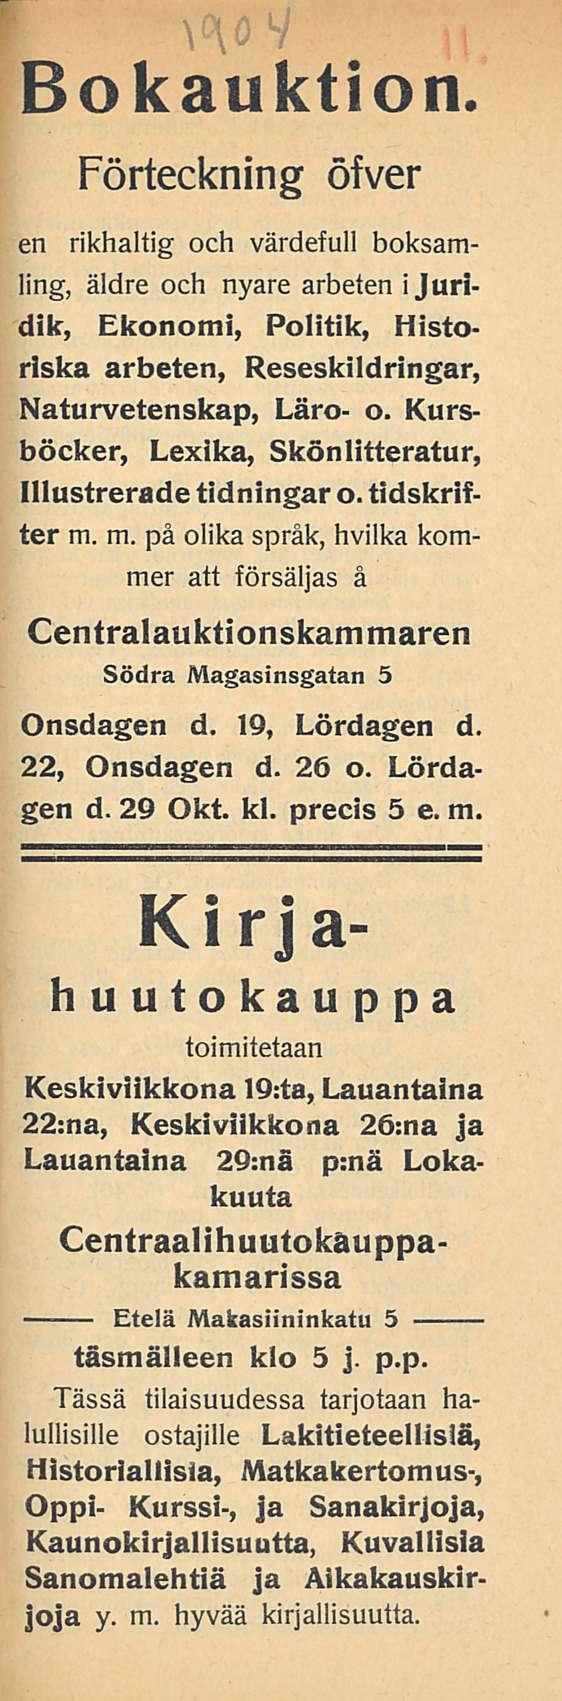 1904
11.
Bokauktion.
Förteckning öfver
en rikhaltig och värdefull boksam-
ling, äldre och nyare arbeten i Juri-
dik, Ekonomi, Politik, Histo-
riska arbeten, Reseskildringar,
Naturvetenskap, Läro- o. Kurs-
böcker, Lexika, Skönlitteratur,
Illustrerade tidningar o. tidskrif-
ter m. m. på olika språk, hvilka kom-
mer att försäljas å
Centralauktionskammaren
Södra Magasinsgatan 5
Onsdagen d. 19, Lördagen d.
22, Onsdagen d. 26 o. Lörda-
gen d. 29 Okt. kl. precis 5 e. m.
Kirja-
huutokauppa
toimitetaan
Keskiviikkona 19:ta, Lauantaina
22:na, Keskiviikkona 26:na ja
Lauantaina 29:nä p:nä Loka-
kuuta
Centraalihuutokauppa-
kamarissa
Etelä Makasiininkatu 5
täsmälleen klo 5 j. p.p.
Tässä tilaisuudessa tarjotaan ha-
lullisille ostajille Lakitieteellisiä,
Historiallisia, Matkakertomus-,
Oppi- Kurssi-, ja Sanakirjoja,
Kaunokirjallisuutta, Kuvallisia
Sanomalehtiä ja Aikakauskir-
joja y. m. hyvää kirjallisuutta.